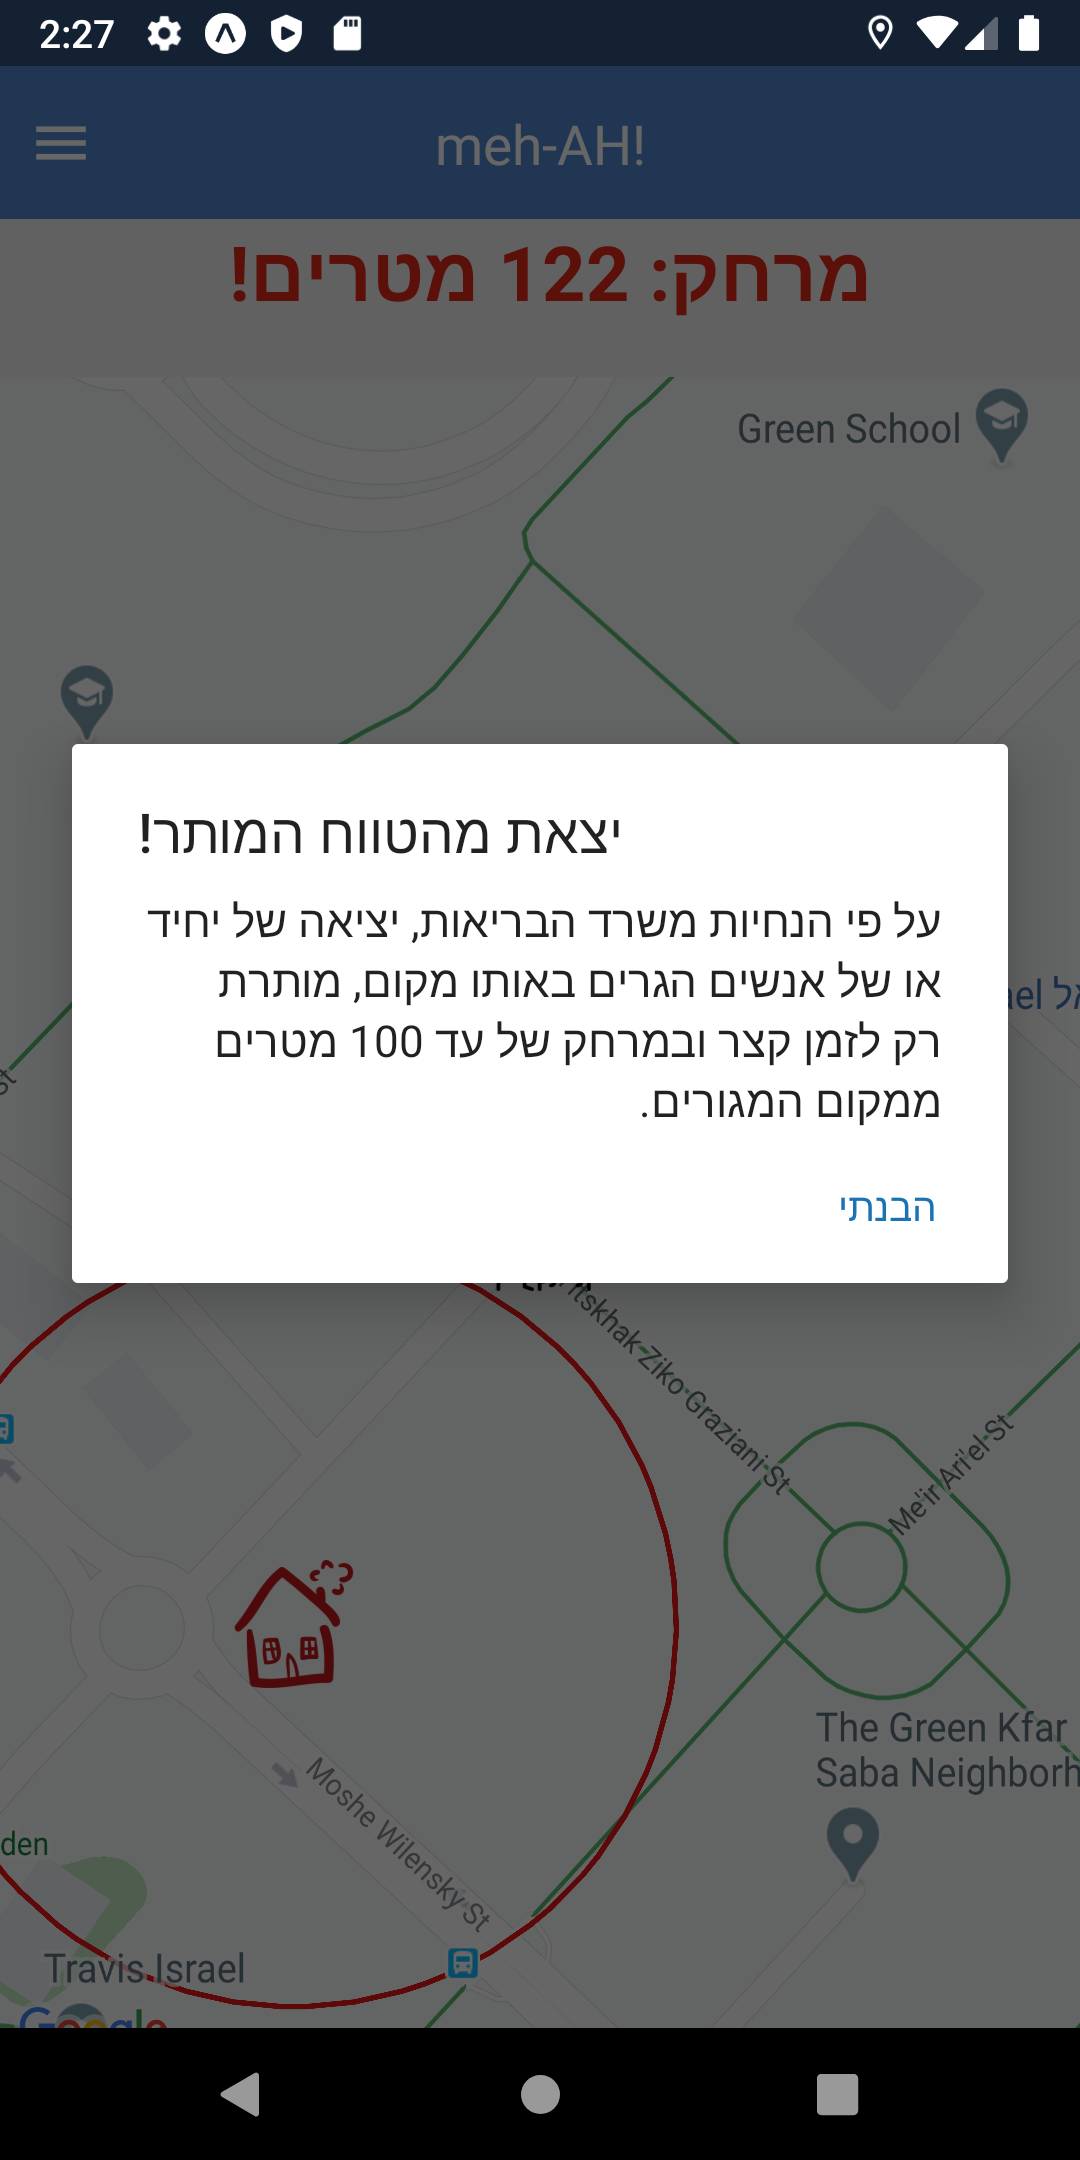 2:27
meh-AH!
מרחק: 122 מטרים!
Green School
יצאת מהטווח המותר!
על פי הנחיות משרד הבריאות, יציאה של יחיד
או של אנשים הגרים באותו מקום, מותרת
רק לזמן קצר ובמרחק של עד 100 מטרים
ממקום המגורים.
הבנתי
St
Itskhak Ziko Graziani St
Me'ir Ari'el St
The Green Kfar
Saba Neighborh
Moshe Wilensky St
den
Travis Israel
Google